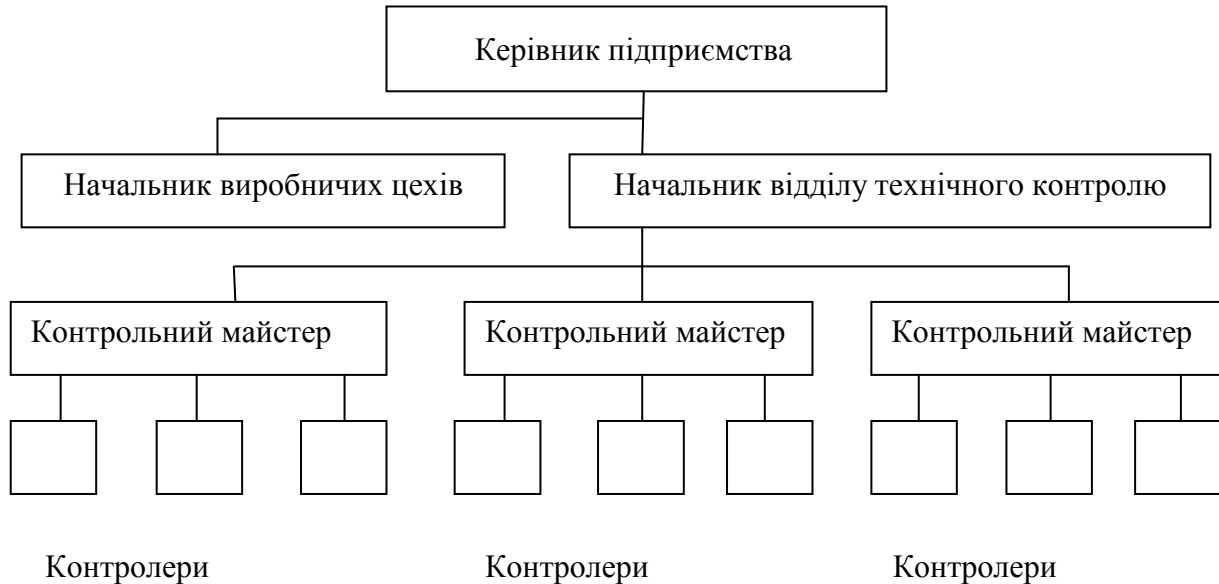 Керівник підприємства
Начальник виробничих цехів
Начальник відділу технічного контролю
Контрольний майстер
Контрольний майстер
Контрольний майстер
Контролери
Контролери
Контролери